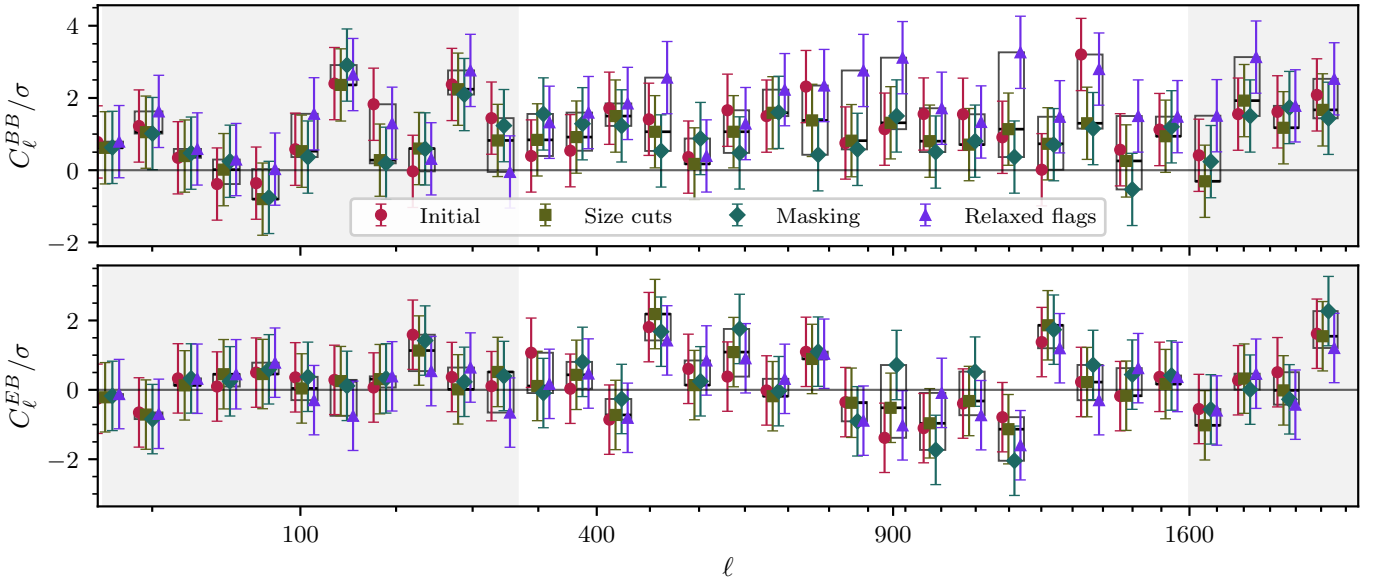 C_ℓ^{BB}/σ
4
2
0
−2
Initial
Size cuts
Masking
Relaxed flags
C_ℓ^{EB}/σ
2
0
−2
100
400
900
1600
ℓ